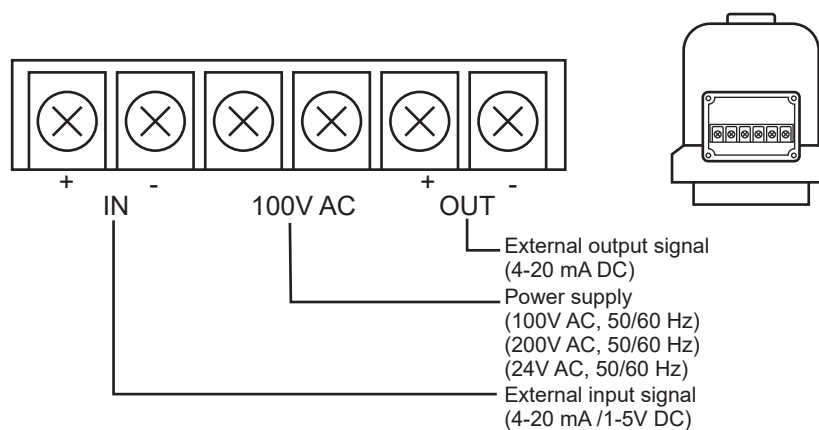 + - + -
IN 100V AC OUT
External output signal
(4-20 mA DC)
Power supply
(100V AC, 50/60 Hz)
(200V AC, 50/60 Hz)
(24V AC, 50/60 Hz)
External input signal
(4-20 mA /1-5V DC)